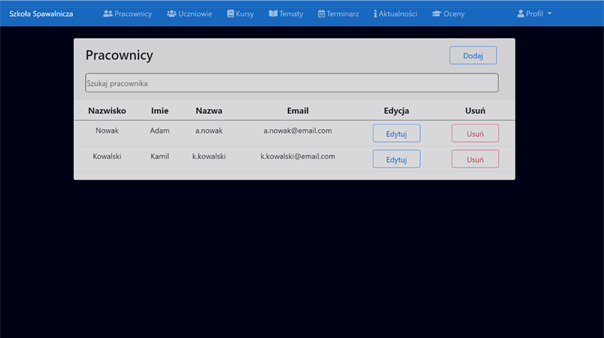 Szkoła Spawalnicza Pracownicy Uczniowie Kursy Tematy Terminarz Aktualności Oceny Profil
Pracownicy Dodaj
Szukaj pracownika
Nazwisko Imie Nazwa Email Edycja Usuń
Nowak Adam a.nowak a.nowak@email.com Edytuj Usuń
Kowalski Kamil k.kowalski k.kowalski@email.com Edytuj Usuń